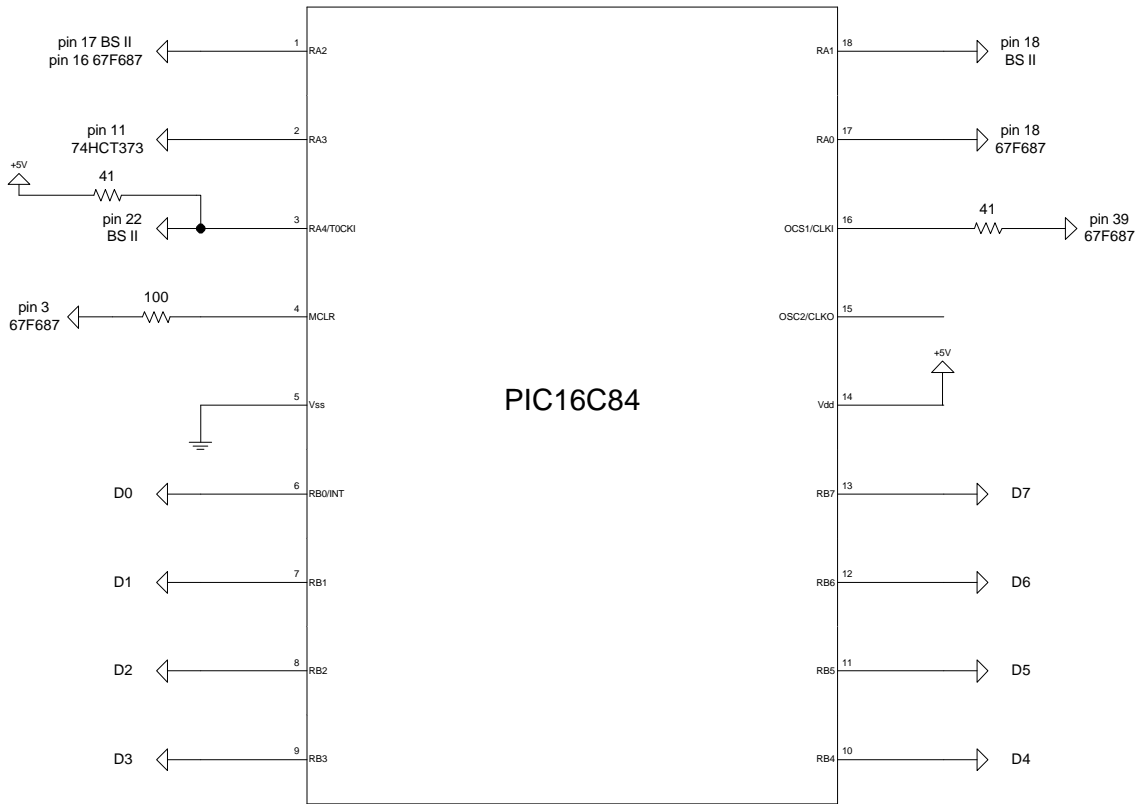 pin 17 BS II
pin 16 67F687
1
RA2
18
RA1
pin 18
BS II
pin 11
74HCT373
2
RA3
17
RA0
pin 18
67F687
+5V
41
pin 22
BS II
3
RA4/T0CKI
16
OCS1/CLKI
41
pin 39
67F687
pin 3
67F687
100
4
MCLR
15
OSC2/CLKO
+5V
5
Vss
PIC16C84
14
Vdd
D0
6
RB0/INT
13
RB7
D7
D1
7
RB1
12
RB6
D6
D2
8
RB2
11
RB5
D5
D3
9
RB3
10
RB4
D4